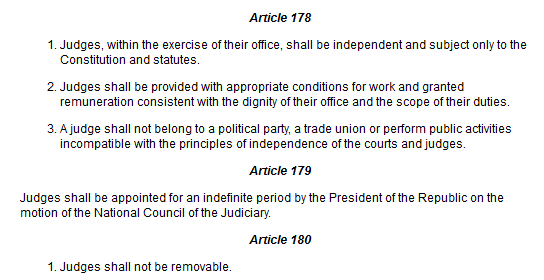 Article 178
1. Judges, within the exercise of their office, shall be independent and subject only to the
Constitution and statutes.
2. Judges shall be provided with appropriate conditions for work and granted
remuneration consistent with the dignity of their office and the scope of their duties.
3. A judge shall not belong to a political party, a trade union or perform public activities
incompatible with the principles of independence of the courts and judges.
Article 179
Judges shall be appointed for an indefinite period by the President of the Republic on the
motion of the National Council of the Judiciary.
Article 180
1. Judges shall not be removable.